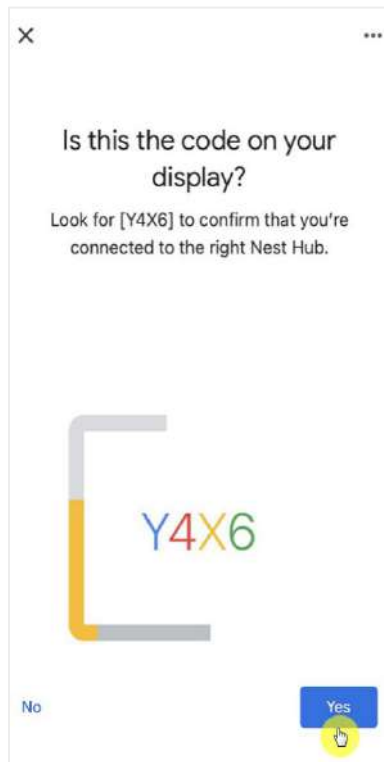 Is this the code on your
display?
Look for [Y4X6] to confirm that you're
connected to the right Nest Hub.
Y4X6
No
Yes